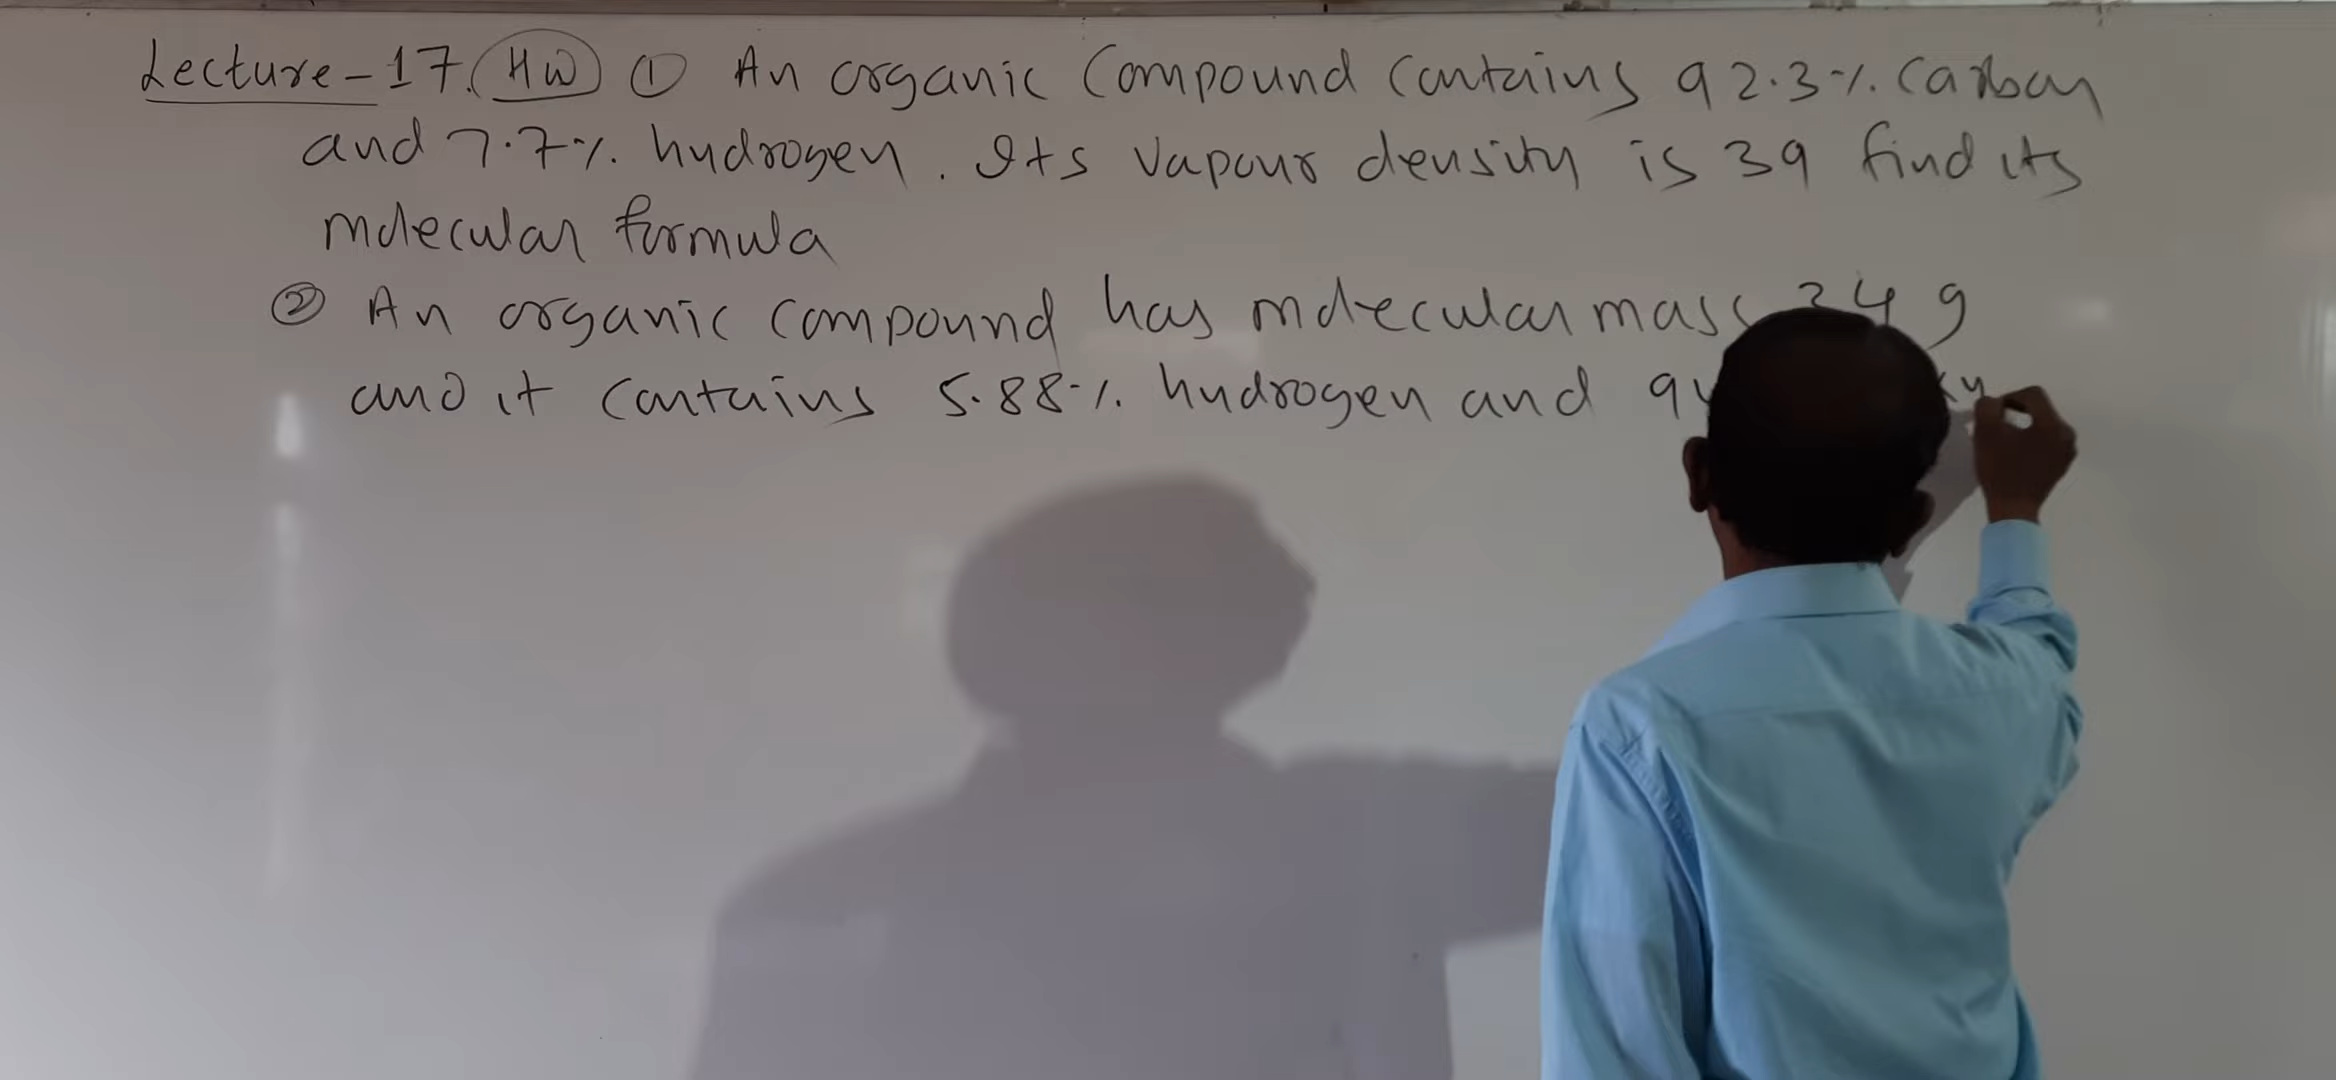 Lecture-17. HW ① An organic compound contains 92.3% carbon
and 7.7% hydrogen. Its vapour density is 39 find its
molecular formula
② An organic compound has molecular mass 34 g
and it contains 5.88% hydrogen and